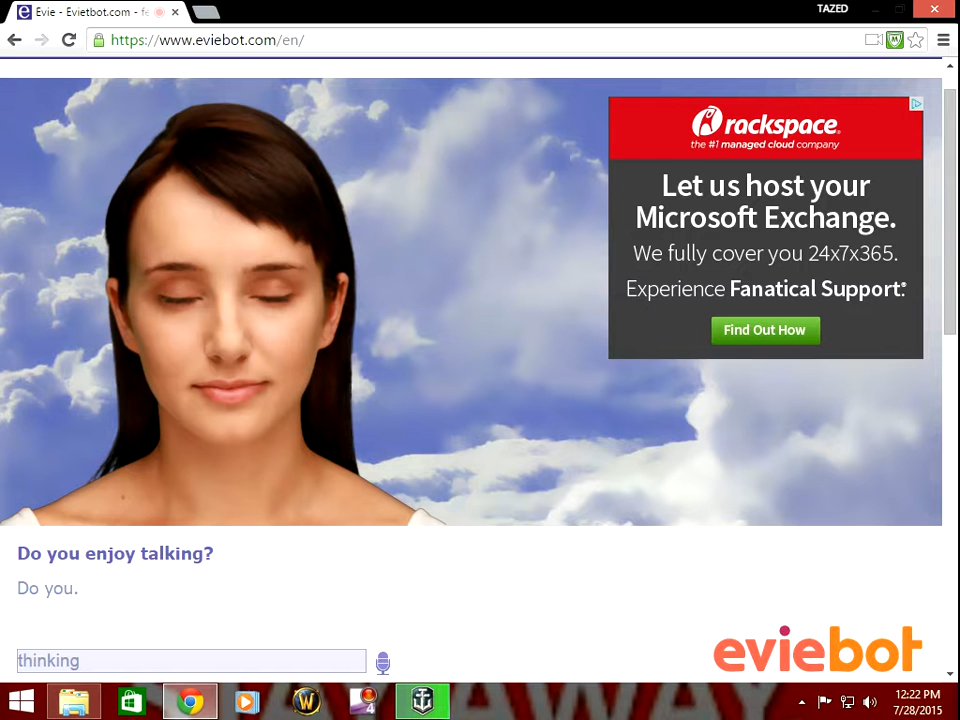 Evie - Eviebot.com - fe
TAZED
https://www.eviebot.com/en/
rackspace.
the #1 managed cloud company
Let us host your
Microsoft Exchange.
We fully cover you 24x7x365.
Experience Fanatical Support.®
Find Out How
Do you enjoy talking?
Do you.
thinking
eviebot
12:22 PM
7/28/2015